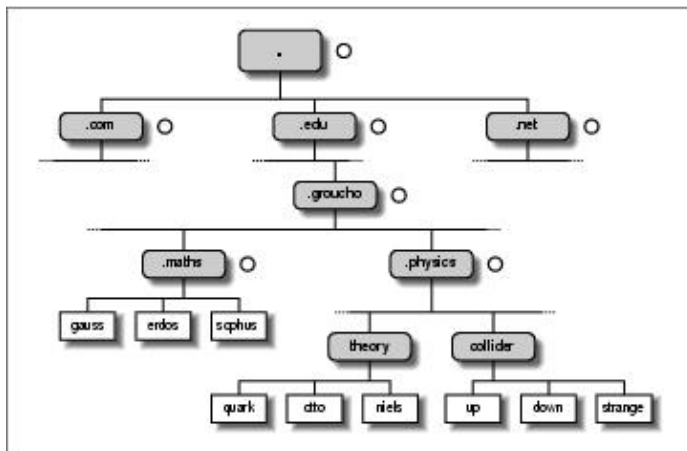 .
.com .edu .net
.groucho
.maths .physics
gauss erdos sophus
theory collider
quark otto niels up down strange